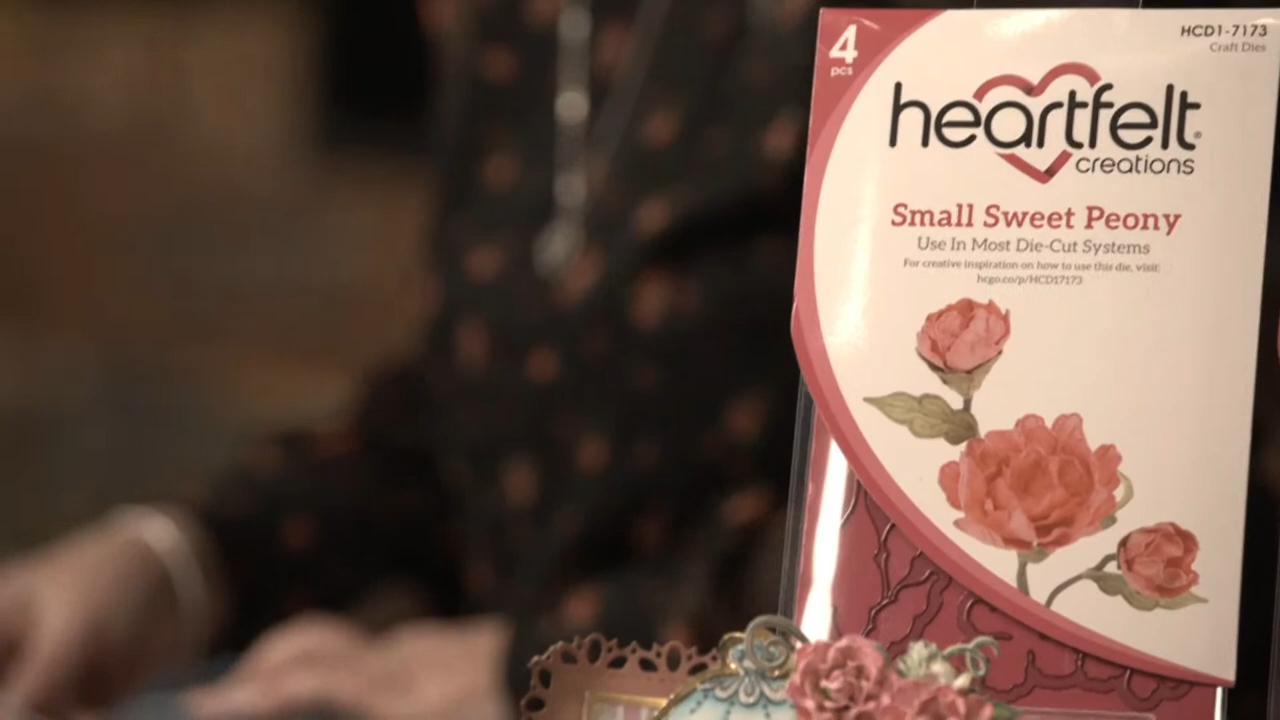 4
pcs
HCD1-7173
Craft Dies
heartfelt®
creations
Small Sweet Peony
Use In Most Die-Cut Systems
For creative inspiration on how to use this die, visit:
hcgo.co/p/HCD17173